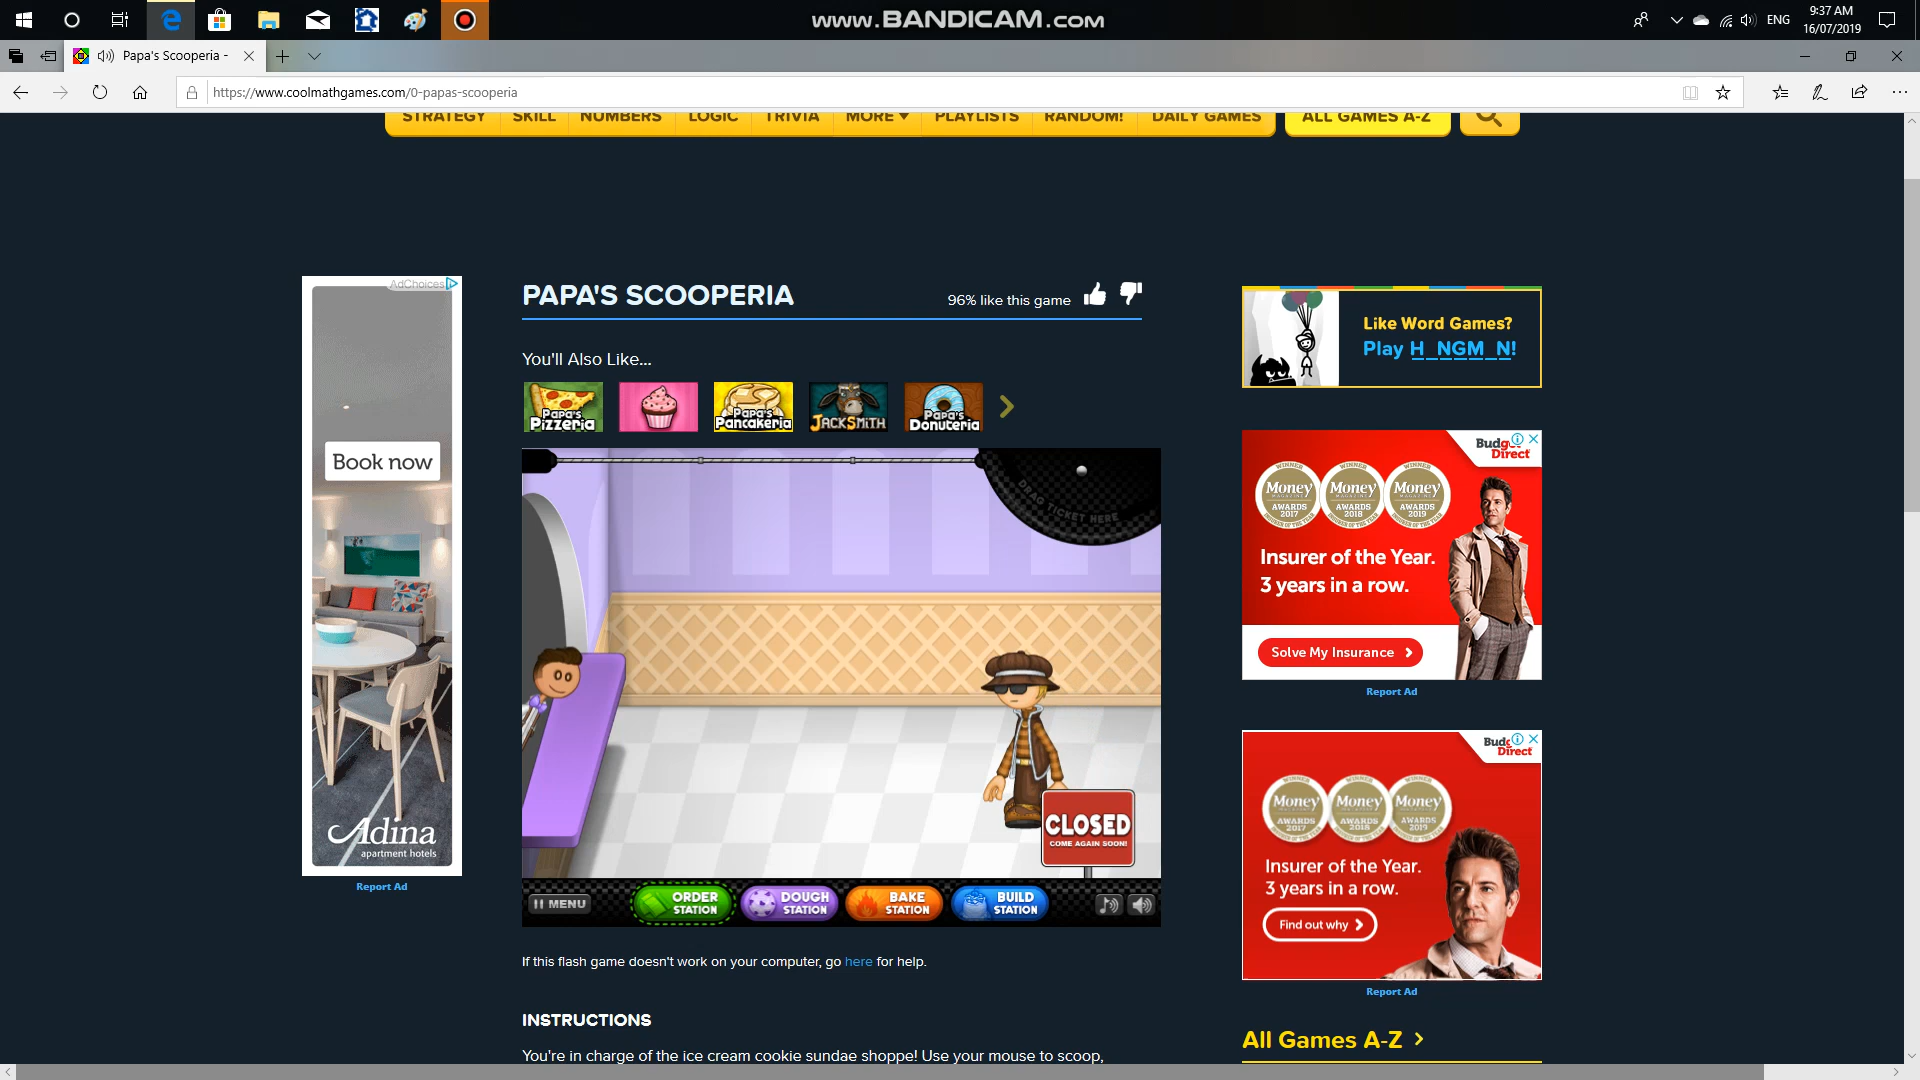 www.BANDICAM.com
ENG
9:37 AM
16/07/2019
Papa's Scooperia -
https://www.coolmathgames.com/0-papas-scooperia
STRATEGY SKILL NUMBERS LOGIC TRIVIA MORE PLAYLISTS RANDOM! DAILY GAMES ALL GAMES A-Z
AdChoices
Book now
Adina
apartment hotels
Report Ad
PAPA'S SCOOPERIA
96% like this game
You'll Also Like...
Papa's Pizzeria
Papa's Pancakeria
JACKSMITH
Papa's Donuteria
DRAG TICKET HERE
CLOSED
COME AGAIN SOON!
MENU
ORDER STATION
DOUGH STATION
BAKE STATION
BUILD STATION
If this flash game doesn't work on your computer, go here for help.
INSTRUCTIONS
You're in charge of the ice cream cookie sundae shoppe! Use your mouse to scoop,
Like Word Games?
Play H_NGM_N!
Direct
WINNER WINNER WINNER
Money Money Money
MAGAZINE MAGAZINE MAGAZINE
AWARDS AWARDS AWARDS
2017 2018 2019
Insurer of the Year.
3 years in a row.
Solve My Insurance
Report Ad
Direct
Money Money Money
AWARDS AWARDS AWARDS
2017 2018 2019
Insurer of the Year.
3 years in a row.
Find out why
Report Ad
All Games A-Z